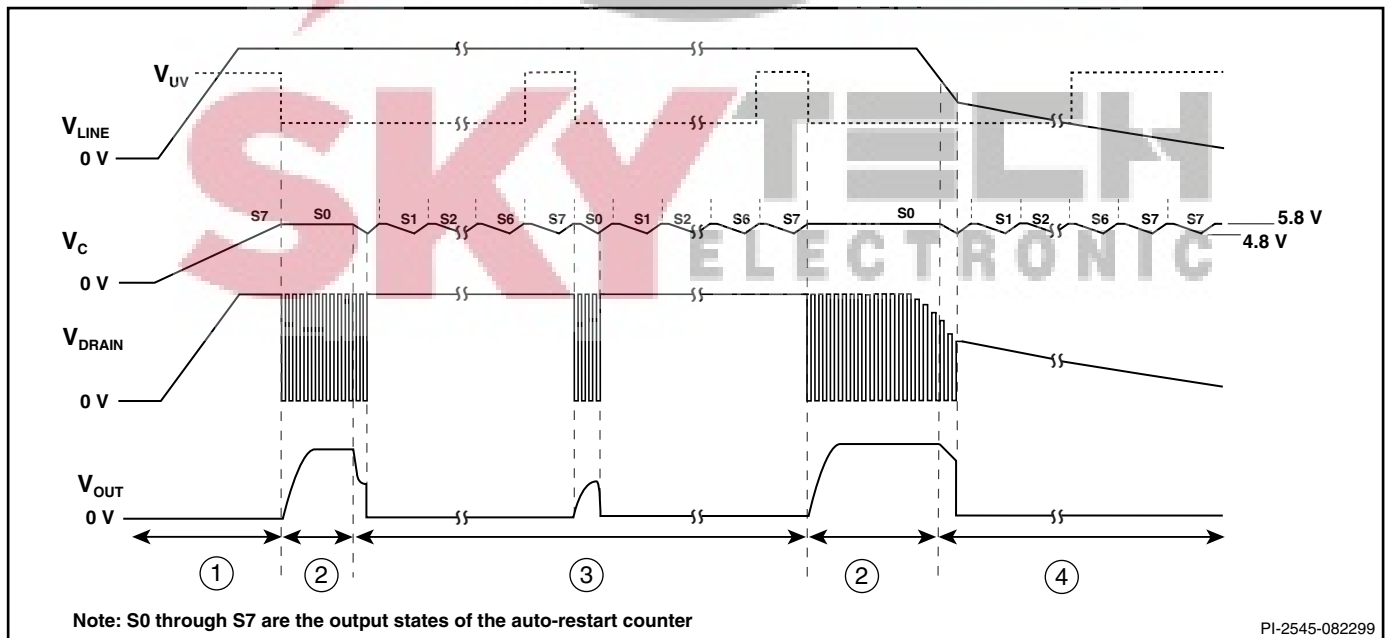 V_UV
V_LINE
0 V
S7 S0 S1 S2 S6 S7 S0 S1 S2 S6 S7 S0 S1 S2 S6 S7 S7
5.8 V
4.8 V
V_C
0 V
V_DRAIN
0 V
V_OUT
0 V
1 2 3 2 4
Note: S0 through S7 are the output states of the auto-restart counter
PI-2545-082299
SKY TECH
ELECTRONIC